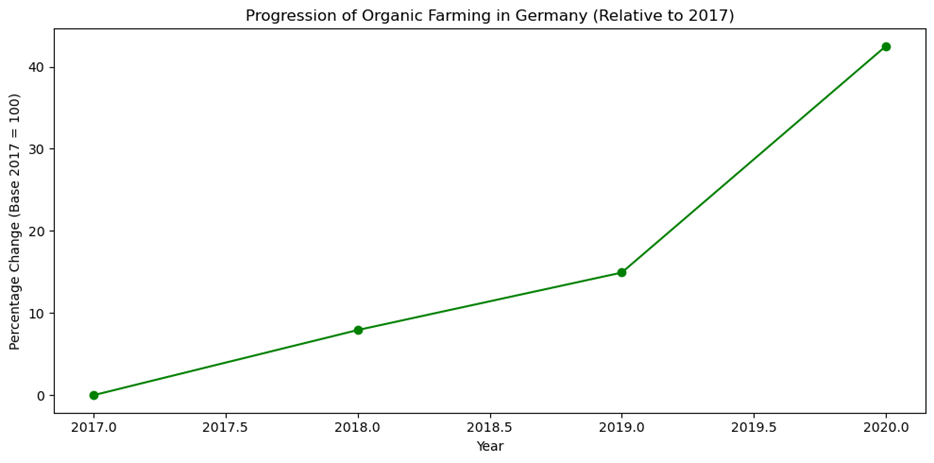 Progression of Organic Farming in Germany (Relative to 2017)
Percentage Change (Base 2017 = 100)
40
30
20
10
0
2017.0 2017.5 2018.0 2018.5 2019.0 2019.5 2020.0
Year